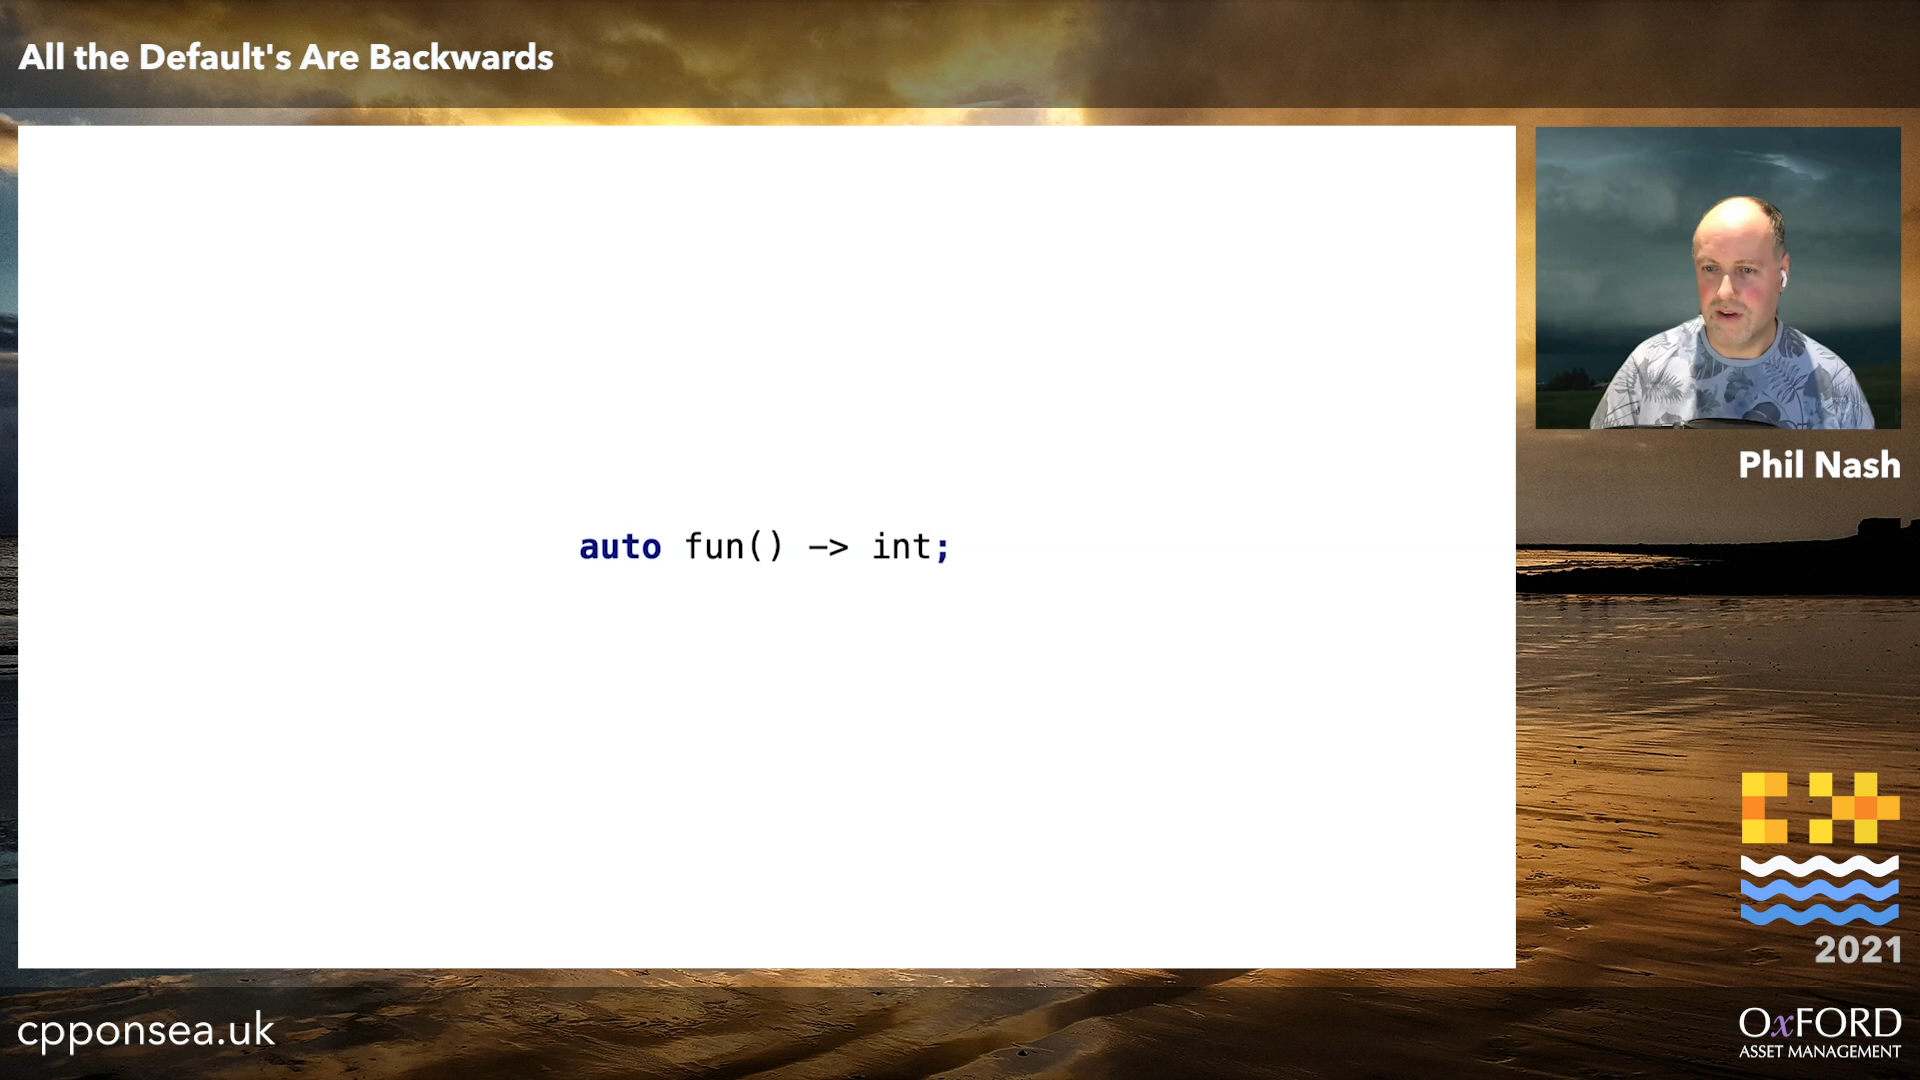 All the Default's Are Backwards
auto fun() -> int;
Phil Nash
C++
2021
cpponsea.uk
OxFORD
ASSET MANAGEMENT